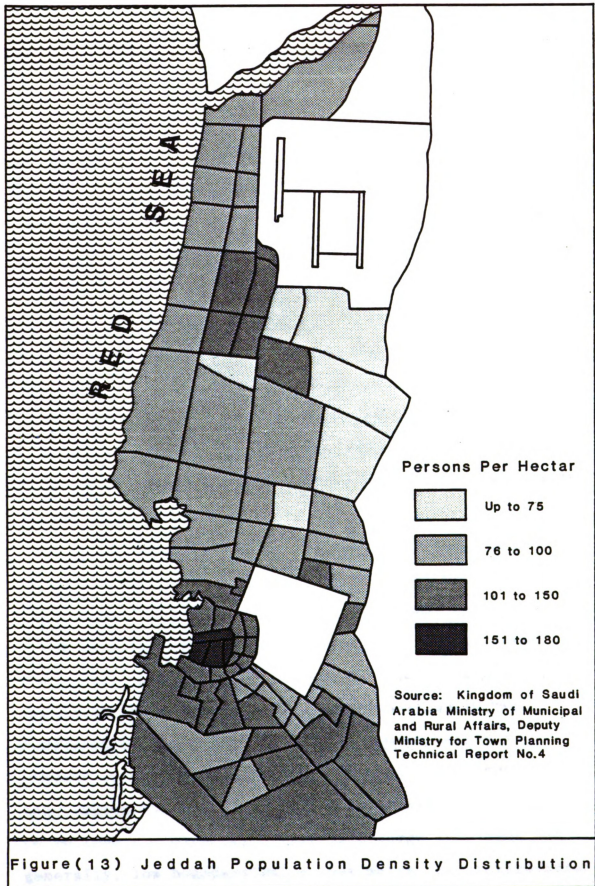 RED SEA
Persons Per Hectar
Up to 75
76 to 100
101 to 150
151 to 180
Source: Kingdom of Saudi
Arabia Ministry of Municipal
and Rural Affairs, Deputy
Ministry for Town Planning
Technical Report No.4
Figure(13) Jeddah Population Density Distribution